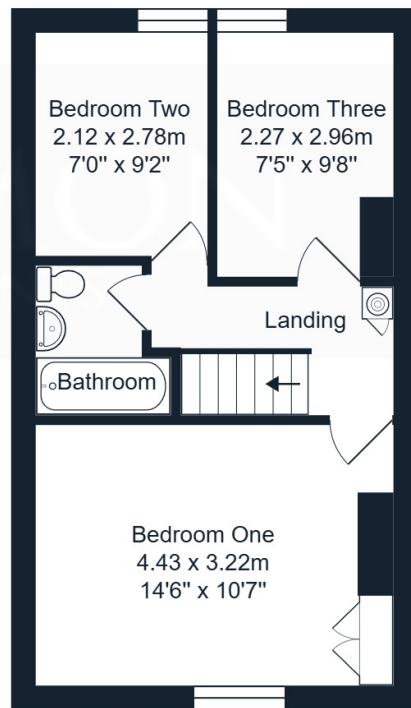 Bedroom Two
2.12 x 2.78m
7'0" x 9'2"
Bedroom Three
2.27 x 2.96m
7'5" x 9'8"
Landing
Bathroom
Bedroom One
4.43 x 3.22m
14'6" x 10'7"